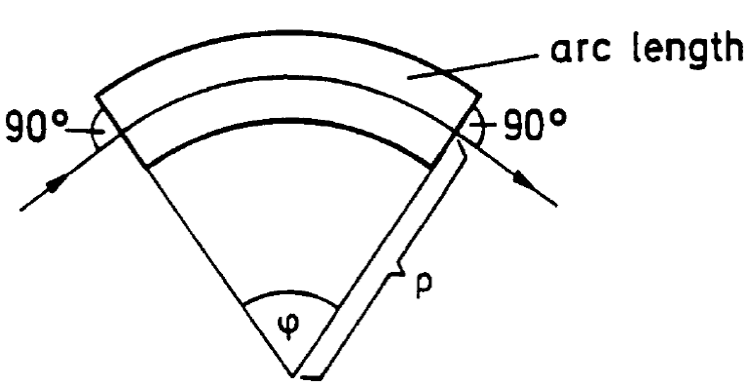 arc length
90°
90°
ρ
φ